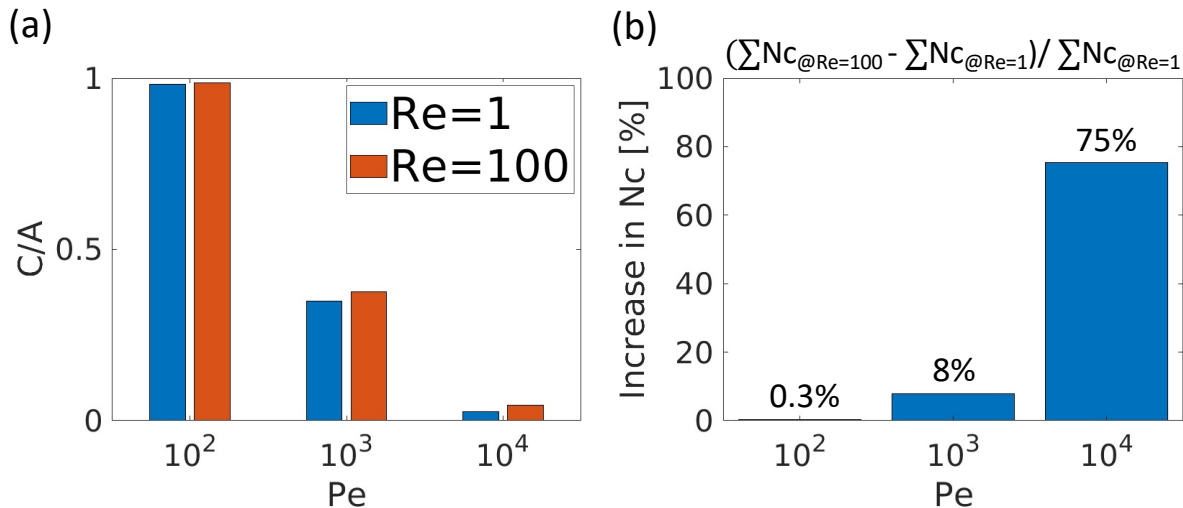 (a)
1
0.5
0
C/A
Re=1
Re=100
10² 10³ 10⁴
Pe
(b)
(∑Nc@Re=100 - ∑Nc@Re=1)/ ∑Nc@Re=1
100
80
60
40
20
0
Increase in Nc [%]
0.3%
8%
75%
10² 10³ 10⁴
Pe